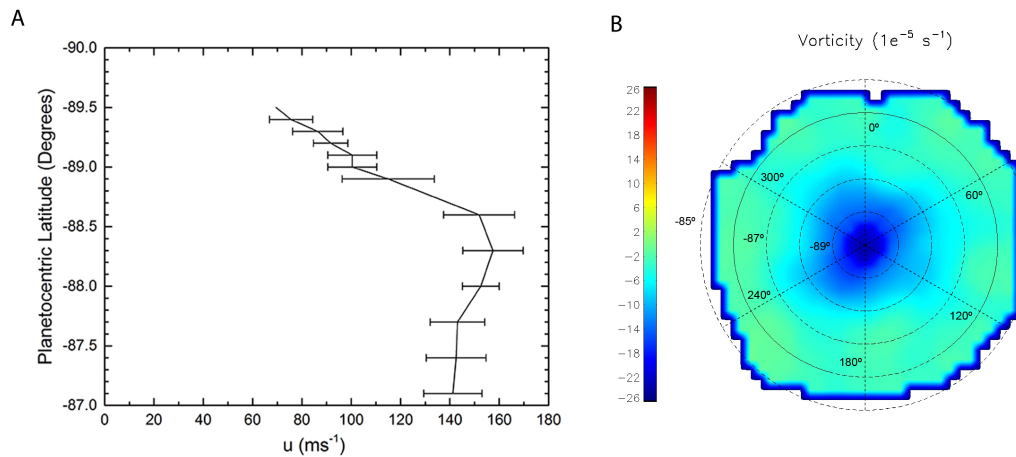 A
-90.0
-89.5
-89.0
-88.5
-88.0
-87.5
-87.0
Planetocentric Latitude (Degrees)
0 20 40 60 80 100 120 140 160 180
u (ms⁻¹)
B
Vorticity (1e⁻⁵ s⁻¹)
26
22
18
14
10
6
2
−2
−6
−10
−14
−18
−22
−26
0º
300º
60º
-85º
-87º
-89º
240º
120º
180º